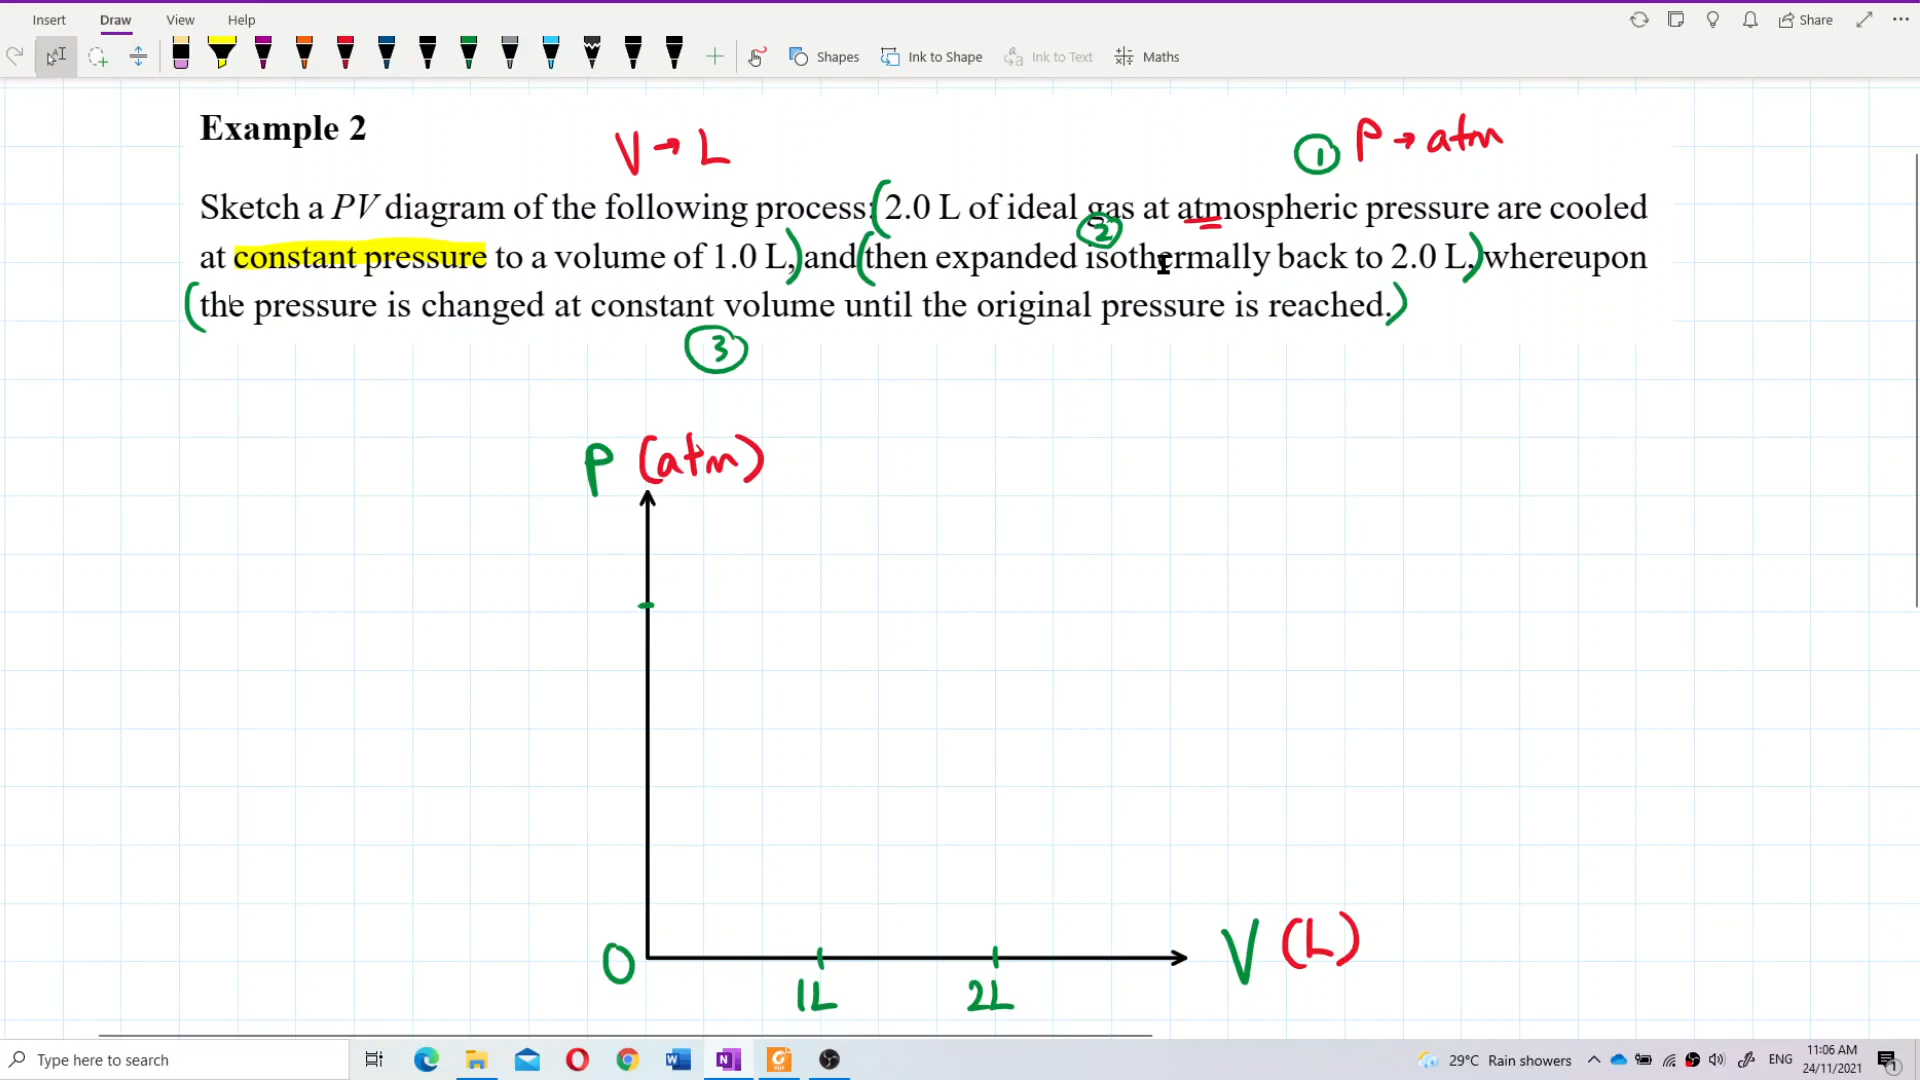 Insert Draw View Help
Share
Shapes Ink to Shape Ink to Text Maths
Example 2
V → L
① P → atm
Sketch a PV diagram of the following process: (2.0 L of ideal gas at atmospheric pressure are cooled
②
at constant pressure to a volume of 1.0 L,) and (then expanded isothermally back to 2.0 L,) whereupon
(the pressure is changed at constant volume until the original pressure is reached.)
③
P (atm)
V (L)
0
1L 2L
Type here to search
29°C Rain showers
ENG
11:06 AM
24/11/2021
1